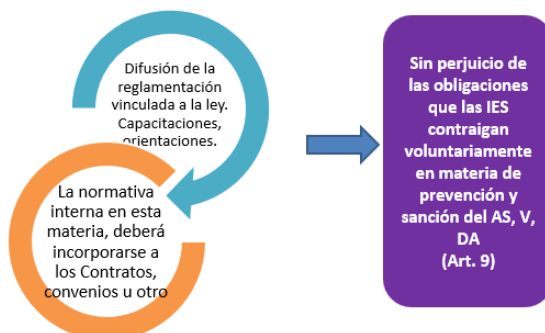 Difusión de la
reglamentación
vinculada a la ley.
Capacitaciones,
orientaciones.
La normativa
interna en esta
materia, deberá
incorporarse a
los Contratos,
convenios u otro
Sin perjuicio de
las obligaciones
que las IES
contraigan
voluntariamente
en materia de
prevención y
sanción del AS, V,
DA
(Art. 9)